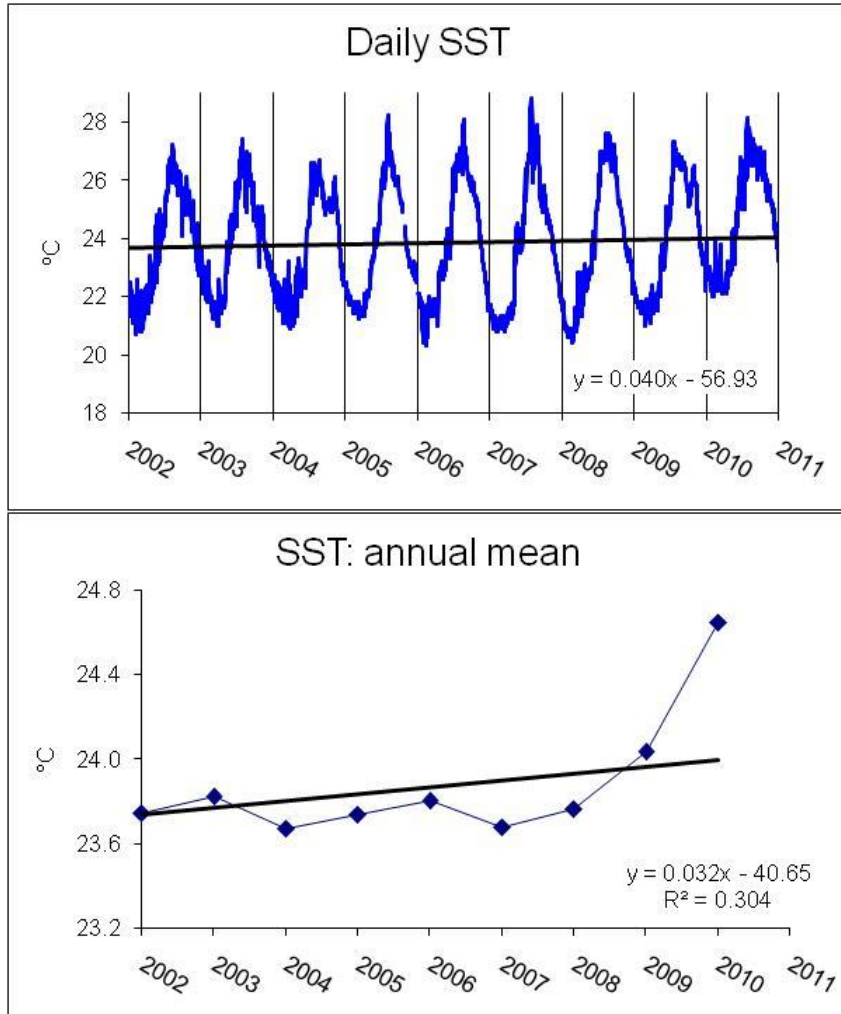 Daily SST
28
26
24
22
20
18
°C
y = 0.040x - 56.93
2002 2003 2004 2005 2006 2007 2008 2009 2010 2011
SST: annual mean
24.8
24.4
24.0
23.6
23.2
°C
y = 0.032x - 40.65
R² = 0.304
2002 2003 2004 2005 2006 2007 2008 2009 2010 2011